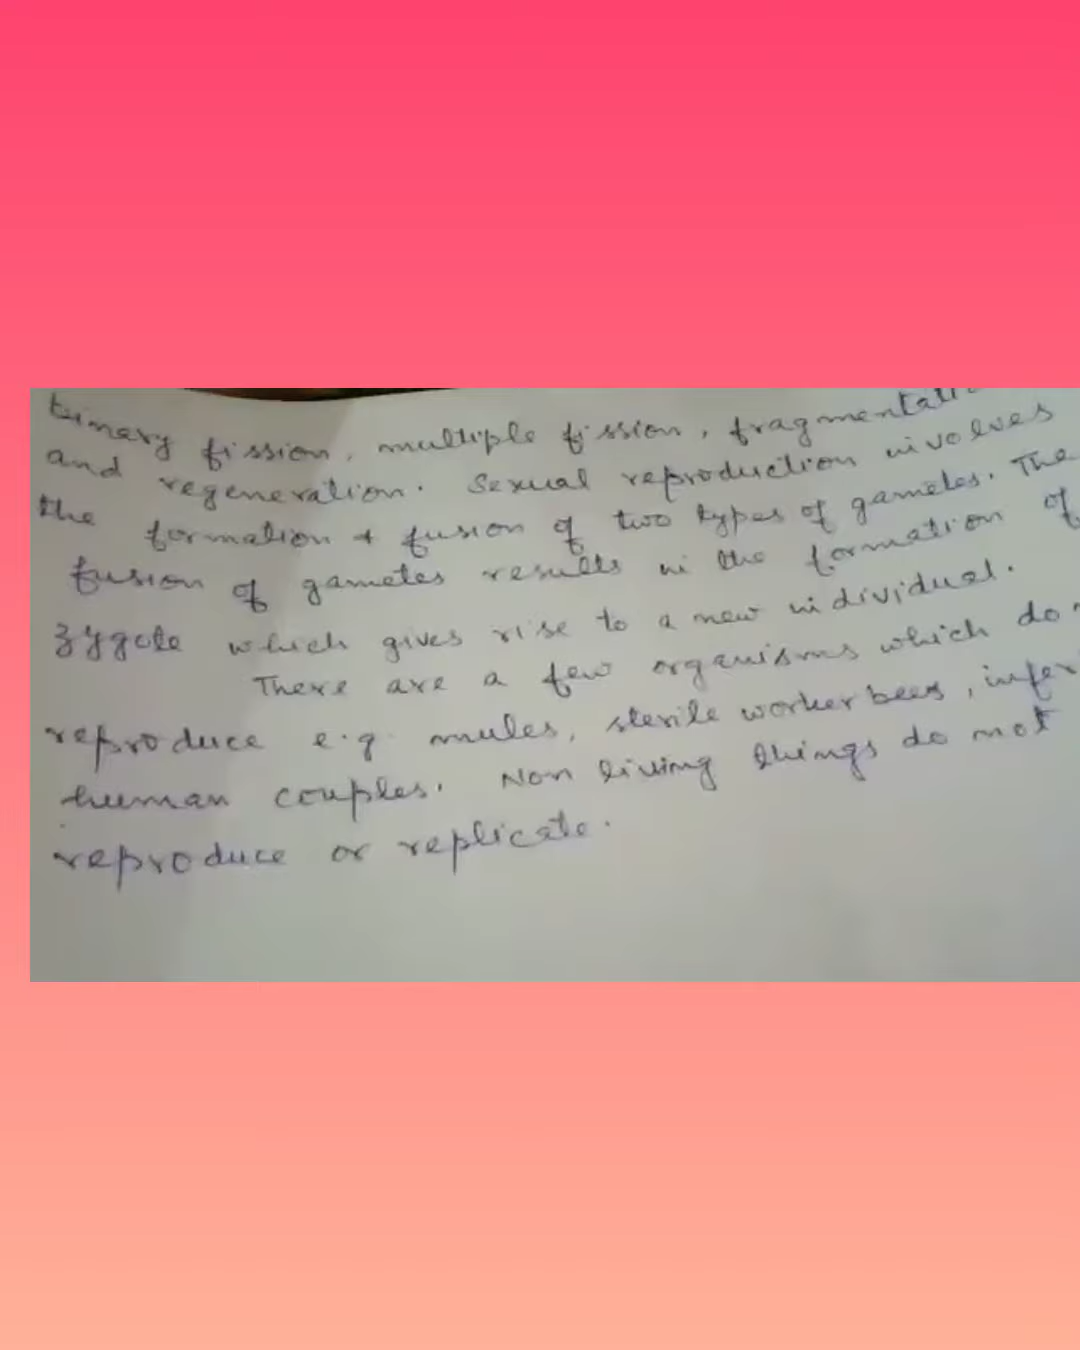 binary fission, multiple fission, fragmentati
and regeneration. Sexual reproduction involves
the formation + fusion of two types of gametes. The
fusion of gametes results in the formation of
zygote which gives rise to a new individual.
There are a few organisms which do n
reproduce e.g. mules, sterile worker bees, infer
human couples. Non living things do not
reproduce or replicate.